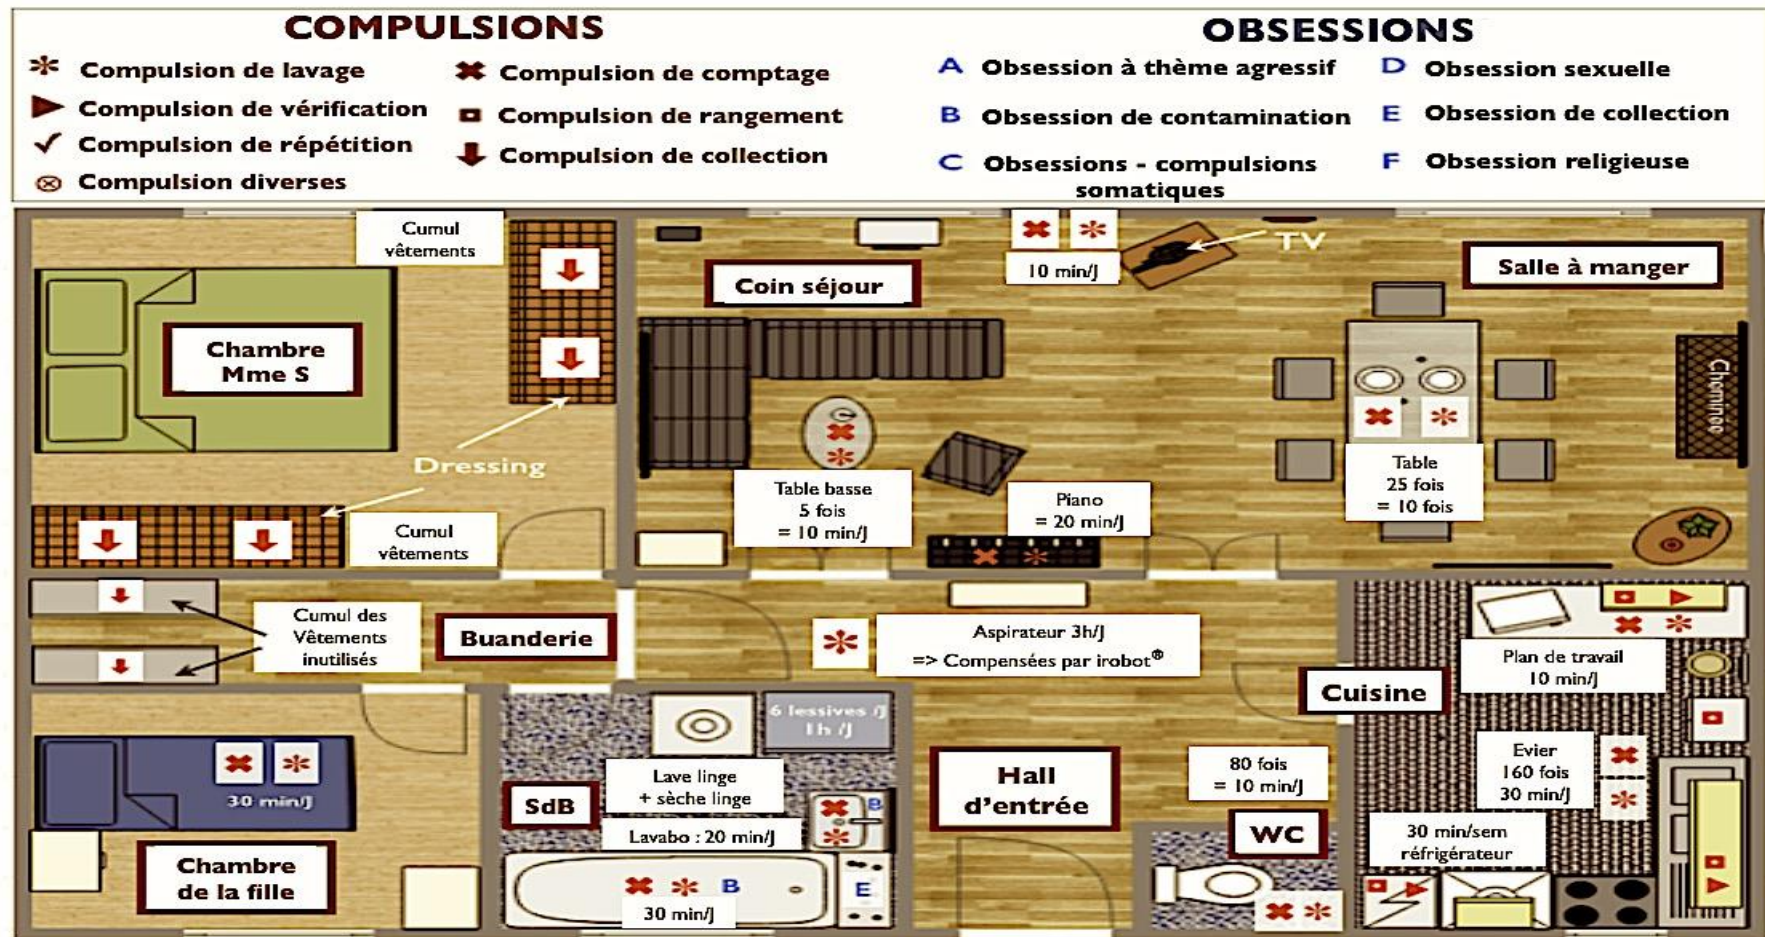 COMPULSIONS
Compulsion de lavage
Compulsion de vérification
Compulsion de répétition
Compulsion diverses
Compulsion de comptage
Compulsion de rangement
Compulsion de collection
OBSESSIONS
A Obsession à thème agressif
B Obsession de contamination
C Obsessions - compulsions
somatiques
D Obsession sexuelle
E Obsession de collection
F Obsession religieuse
Cumul
vêtements
Chambre
Mme S
Dressing
Cumul
vêtements
Coin séjour
10 min/J
TV
Salle à manger
Cheminée
Table basse
5 fois
= 10 min/J
Piano
= 20 min/J
Table
25 fois
= 10 fois
Cumul des
Vêtements
inutilisés
Buanderie
Aspirateur 3h/J
=> Compensées par irobot®
Cuisine
Plan de travail
10 min/J
Evier
160 fois
30 min/J
30 min/sem
réfrigérateur
30 min/J
Chambre
de la fille
6 lessives /J
1h /J
Lave linge
+ sèche linge
SdB
Lavabo : 20 min/J
B
B
E
30 min/J
Hall
d'entrée
80 fois
= 10 min/J
WC